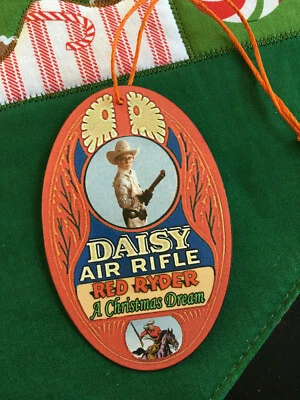 DAISY
AIR RIFLE
RED RYDER
A Christmas Dream